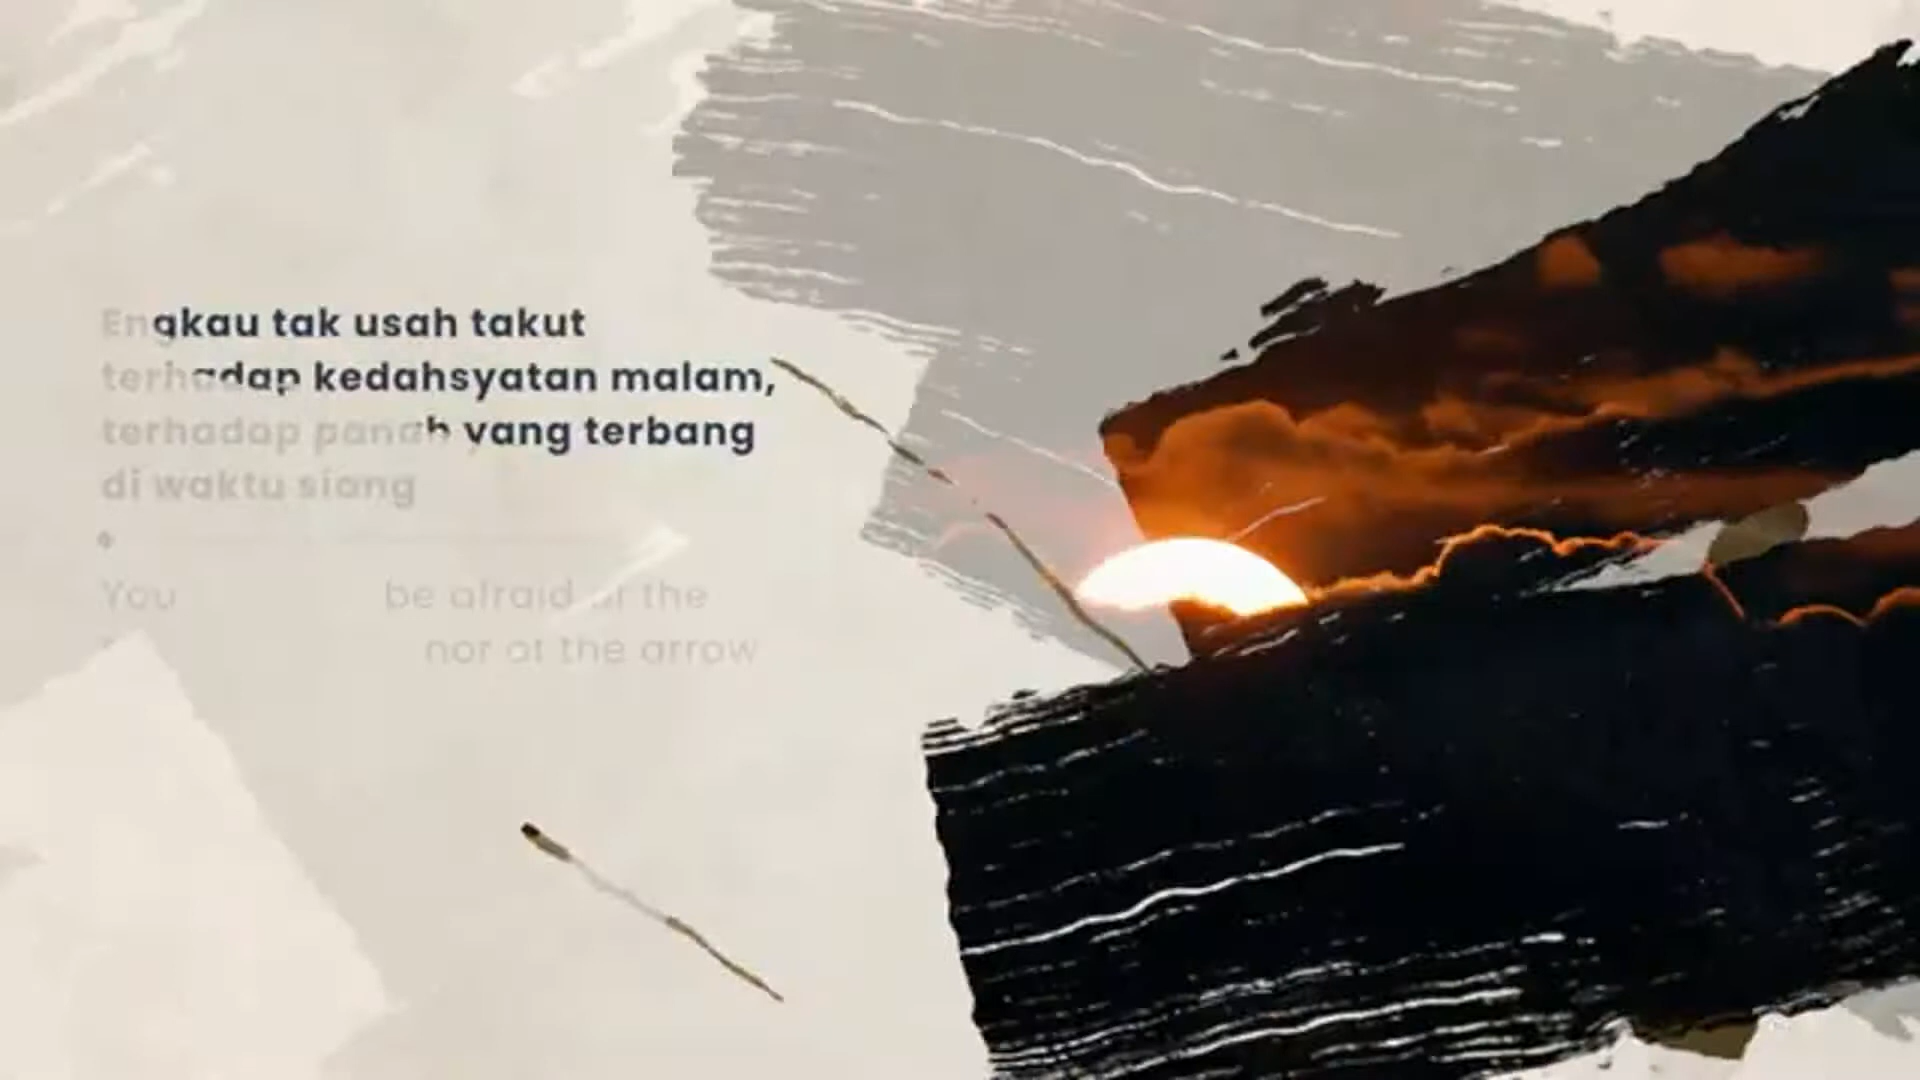 Engkau tak usah takut
terhadap kedahsyatan malam,
terhadap panah yang terbang
di waktu siang
You be afraid of the
nor of the arrow